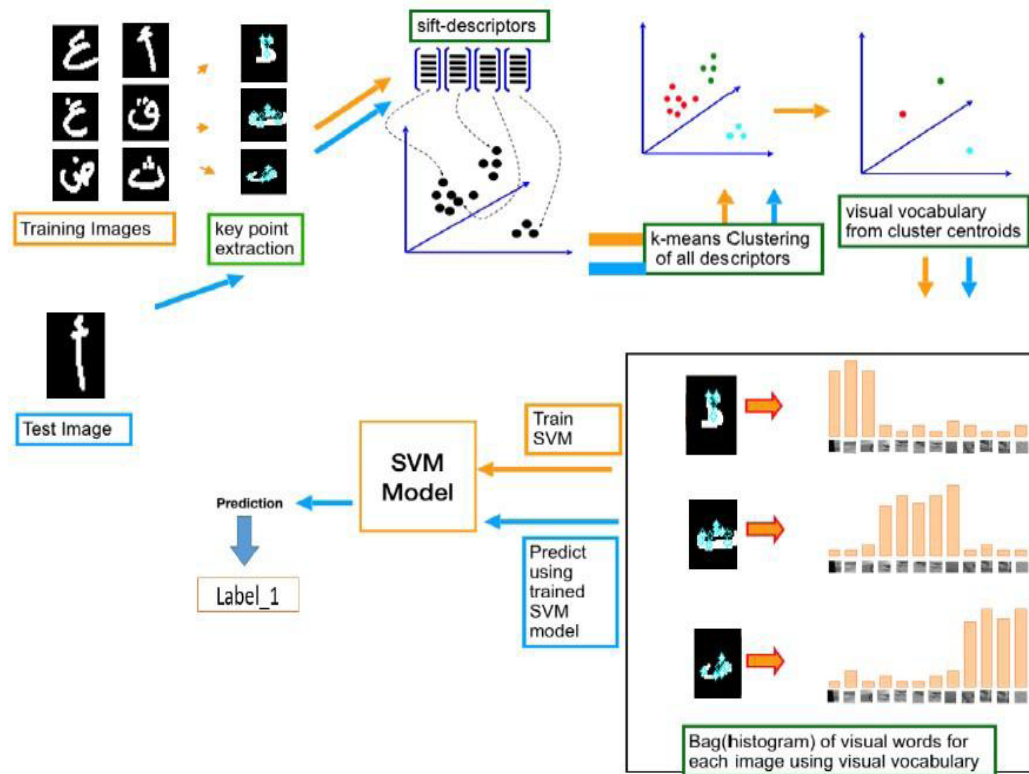 ع
أ
غ
ق
ض
ث
Training Images
key point
extraction
sift-descriptors
k-means Clustering
of all descriptors
visual vocabulary
from cluster centroids
أ
Test Image
Train
SVM
SVM
Model
Prediction
Label_1
Predict
using
trained
SVM
model
Bag(histogram) of visual words for
each image using visual vocabulary